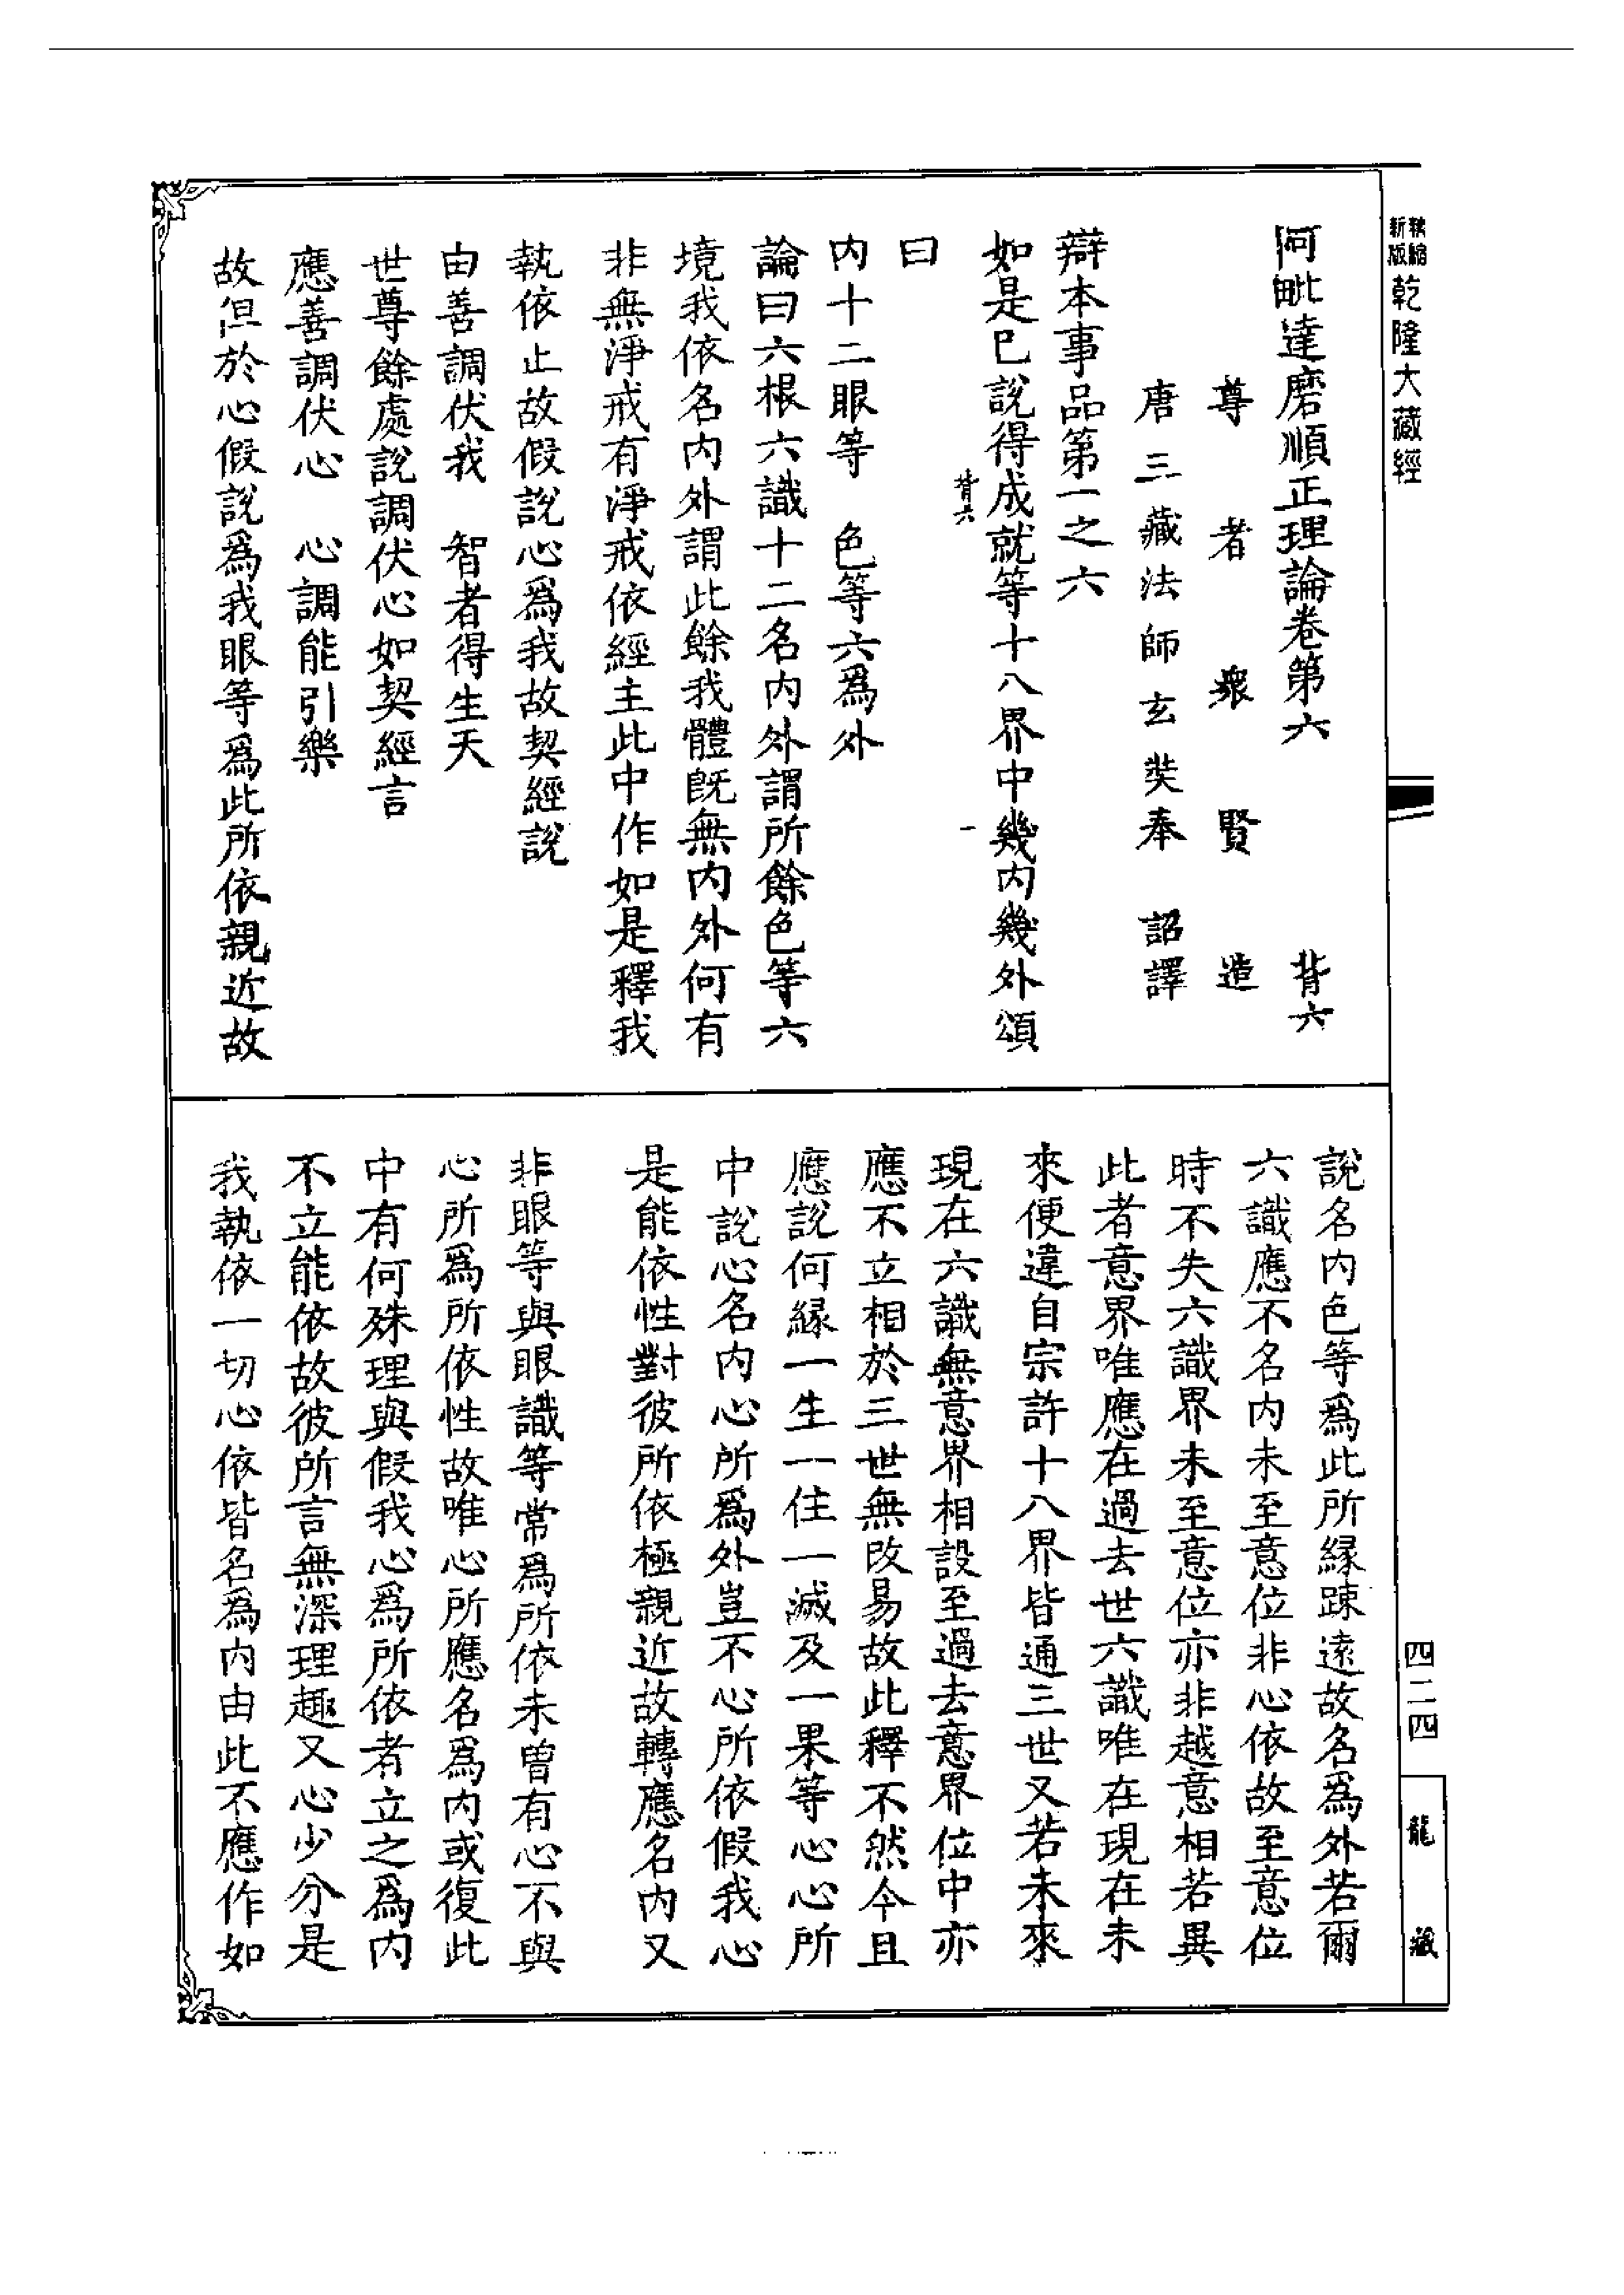 新版精縮乾隆大藏經
阿毗達磨順正理論卷第六 背六
尊者衆賢造
唐三藏法師玄奘奉 詔譯
辯本事品第一之六
如是已說得成就等十八界中幾內幾外頌
背六 一
曰
內十二眼等 色等六爲外
論曰六根六識十二名內外謂所餘色等六
境我依名內外謂此餘我體旣無內外何有
非無淨戒有淨戒依經主此中作如是釋我
執依止故假說心爲我故契經說
由善調伏我 智者得生天
世尊餘處說調伏心如契經言
應善調伏心 心調能引樂
故但於心假說爲我眼等爲此所依親近故
說名內色等爲此所緣踈遠故名爲外若爾
六識應不名內未至意位非心依故至意位
時不失六識界未至意位亦非越意相若異
此者意界唯應在過去世六識唯在現在未
來便違自宗許十八界皆通三世又若未來
現在六識無意界相設至過去意界位中亦
應不立相於三世無改易故此釋不然今且
應說何緣一生一住一滅及一果等心心所
中說心名內心所爲外豈不心所依假我心
是能依性對彼所依極親近故轉應名內又
非眼等與眼識等常爲所依未曾有心不與
心所爲所依性故唯心所應名爲內或復此
中有何殊理與假我心爲所依者立之爲內
不立能依故彼所言無深理趣又心少分是
我執依一切心依皆名爲內由此不應作如
四二四
龍藏